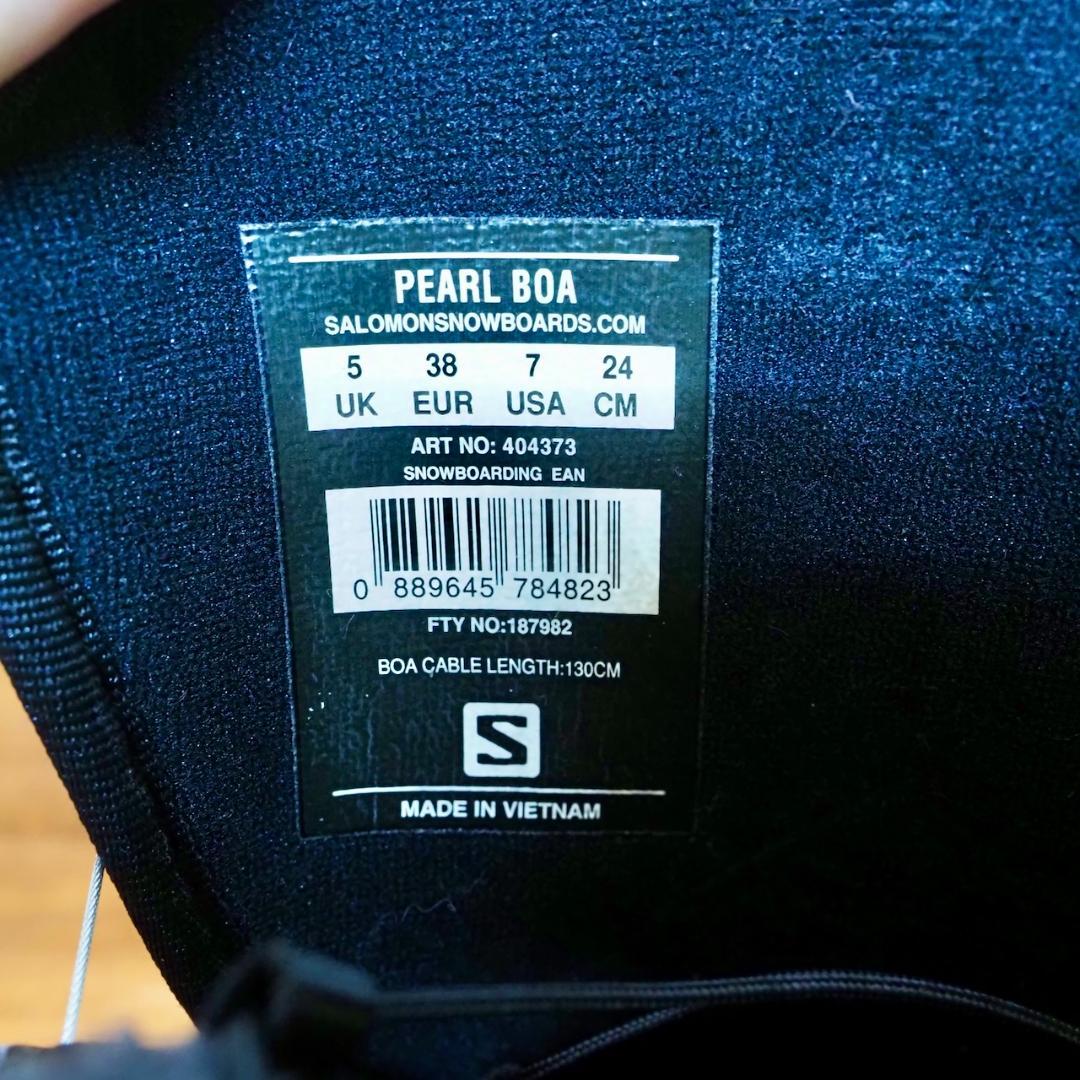 PEARL BOA
SALOMONSNOWBOARDS.COM
5 38 7 24
UK EUR USA CM
ART NO: 404373
SNOWBOARDING EAN
0 889645 784823
FTY NO:187982
BOA CABLE LENGTH:130CM
S
MADE IN VIETNAM